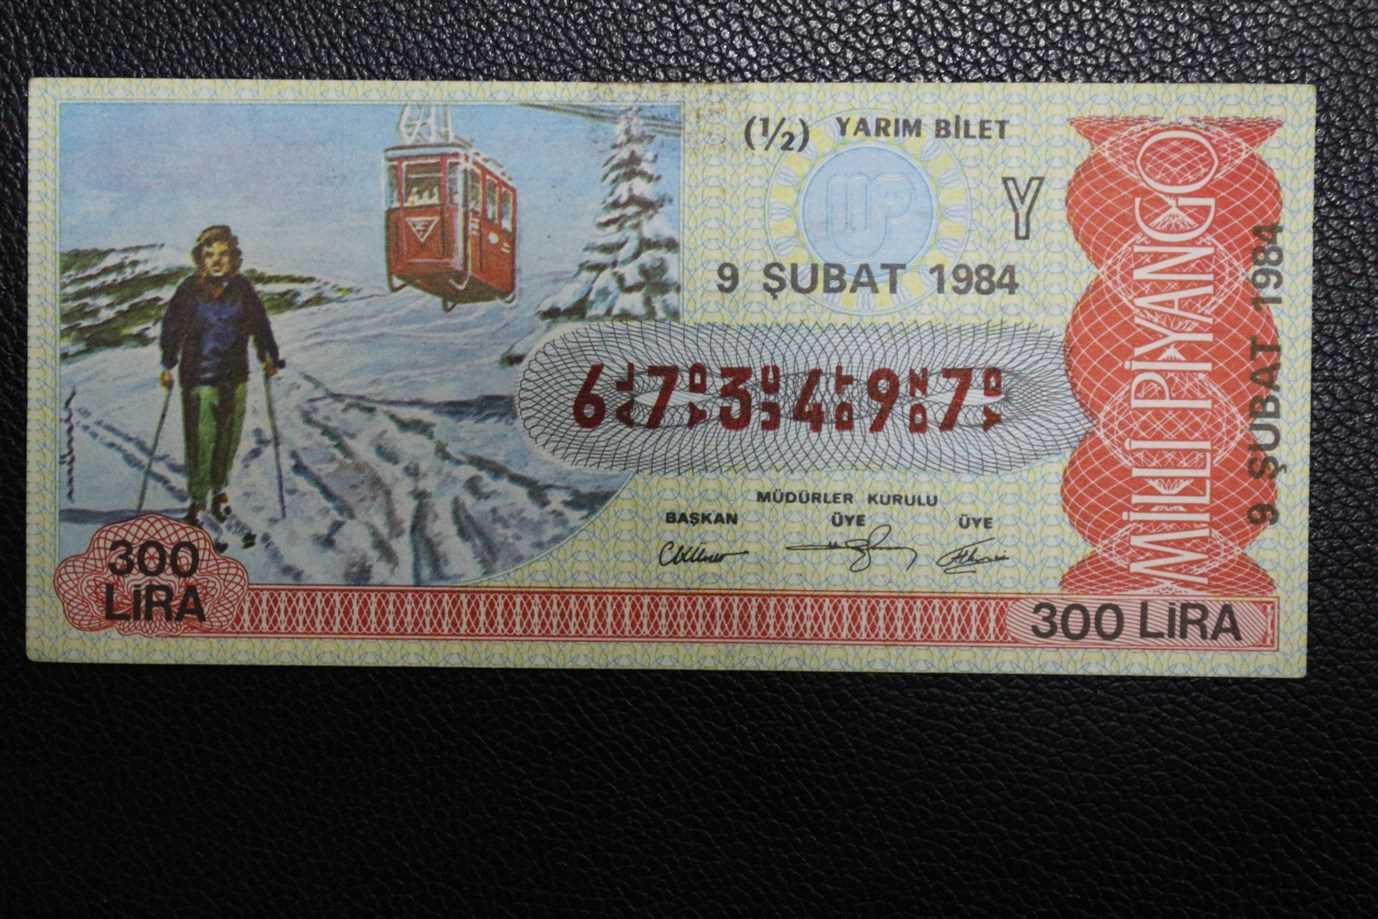 (½) YARIM BİLET
Y
9 ŞUBAT 1984
6 7 3 4 9 7
MÜDÜRLER KURULU
BAŞKAN ÜYE ÜYE
300
LİRA
300 LİRA
MİLLİ PİYANGO
9 ŞUBAT 1984